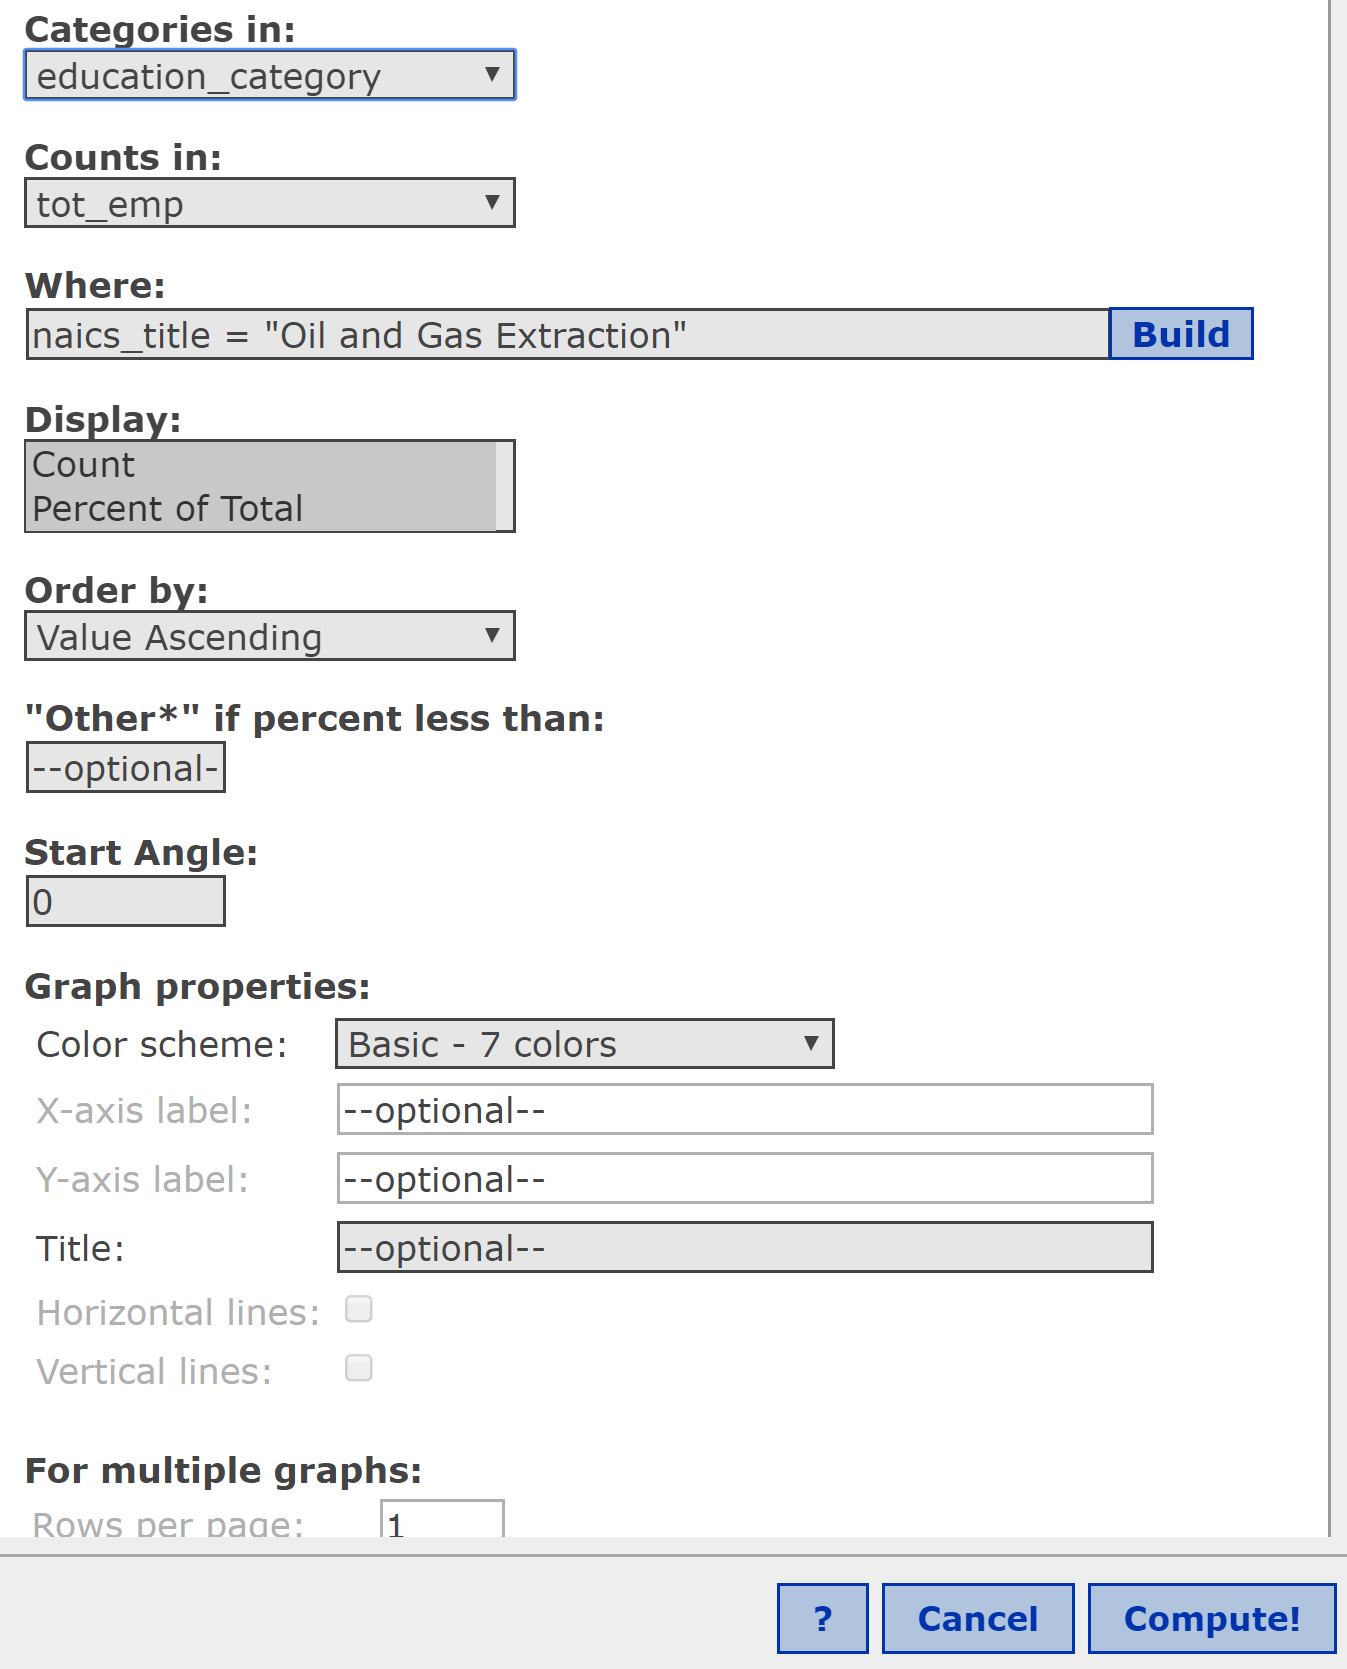 Categories in:
education_category ▼
Counts in:
tot_emp ▼
Where:
naics_title = "Oil and Gas Extraction" Build
Display:
Count
Percent of Total
Order by:
Value Ascending ▼
"Other*" if percent less than:
--optional-
Start Angle:
0
Graph properties:
Color scheme: Basic - 7 colors ▼
X-axis label: --optional--
Y-axis label: --optional--
Title: --optional--
Horizontal lines:
Vertical lines:
For multiple graphs:
Rows per page: 1
? Cancel Compute!